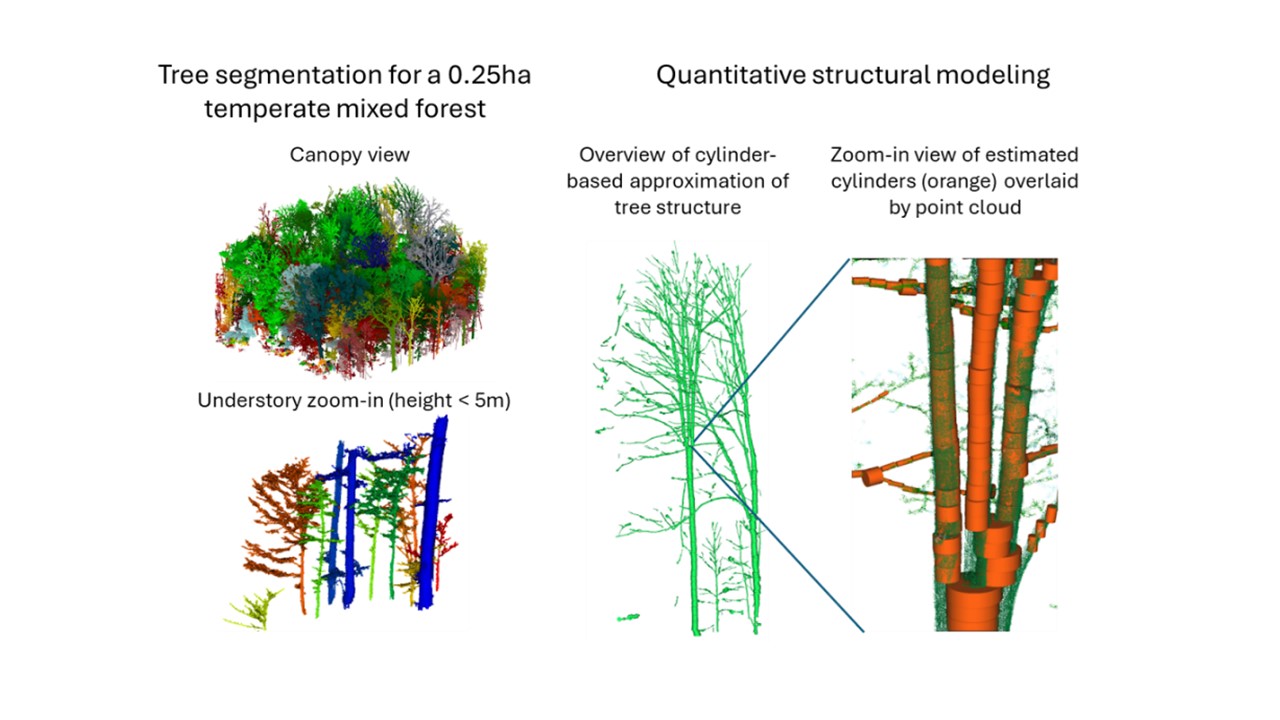 Tree segmentation for a 0.25ha
temperate mixed forest
Canopy view
Understory zoom-in (height < 5m)
Quantitative structural modeling
Overview of cylinder-
based approximation of
tree structure
Zoom-in view of estimated
cylinders (orange) overlaid
by point cloud